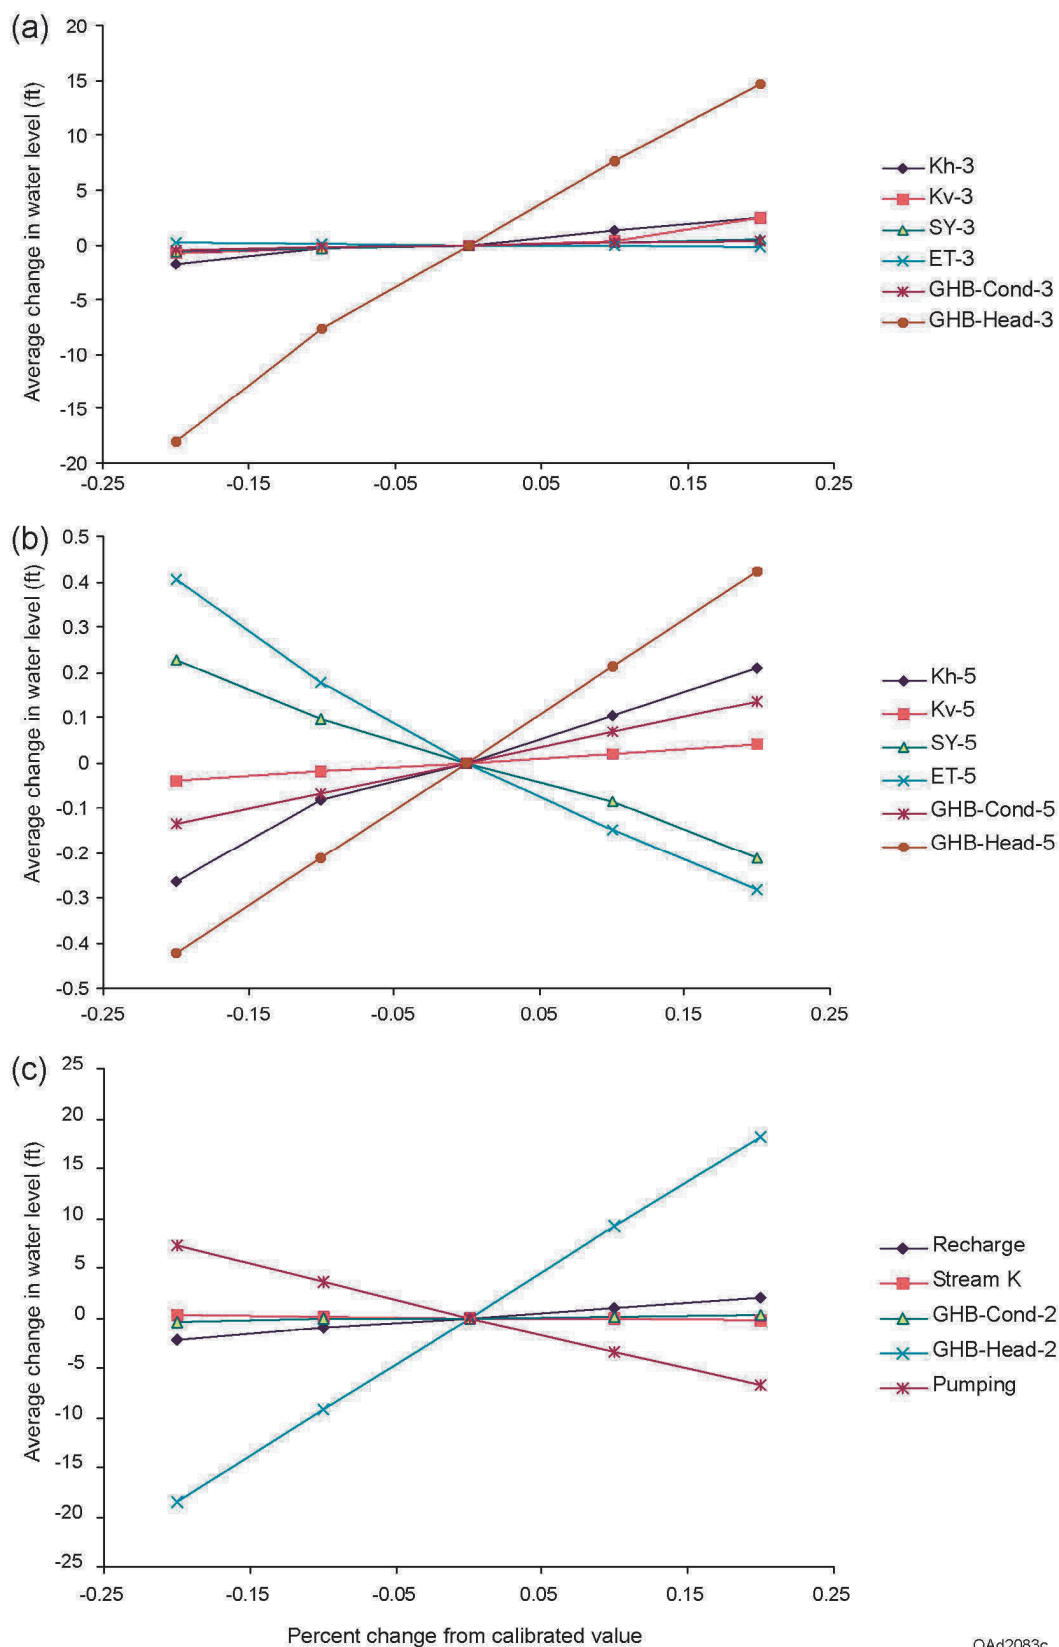 (a)
Average change in water level (ft)
20
15
10
5
0
-5
-10
-15
-20
-0.25
-0.15
-0.05
0.05
0.15
0.25
Kh-3
Kv-3
SY-3
ET-3
GHB-Cond-3
GHB-Head-3
(b)
Average change in water level (ft)
0.5
0.4
0.3
0.2
0.1
0
-0.1
-0.2
-0.3
-0.4
-0.5
-0.25
-0.15
-0.05
0.05
0.15
0.25
Kh-5
Kv-5
SY-5
ET-5
GHB-Cond-5
GHB-Head-5
(c)
Average change in water level (ft)
25
20
15
10
5
0
-5
-10
-15
-20
-25
-0.25
-0.15
-0.05
0.05
0.15
0.25
Recharge
Stream K
GHB-Cond-2
GHB-Head-2
Pumping
Percent change from calibrated value
QAd2083c